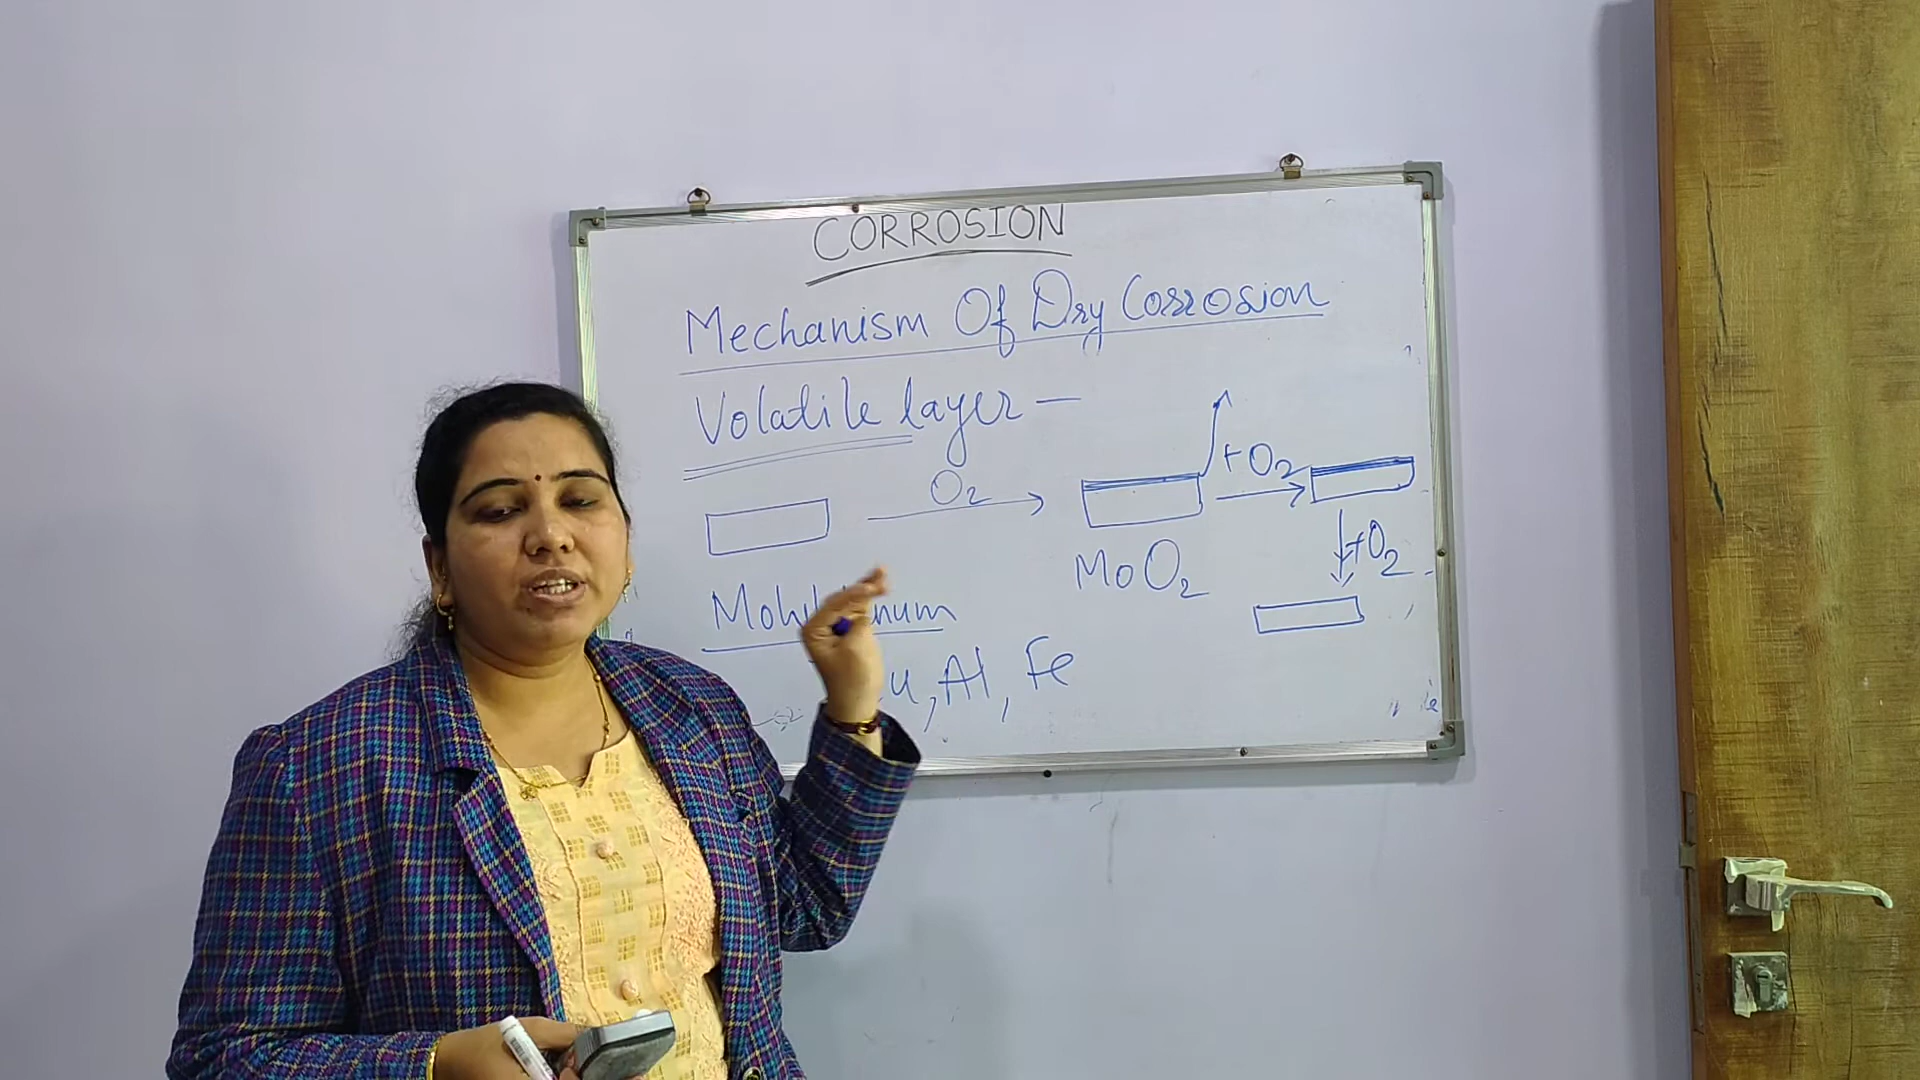 CORROSION
Mechanism Of Dry Corrosion
Volatile layer —
O2
+O2
MoO2
+O2
u, Al, Fe